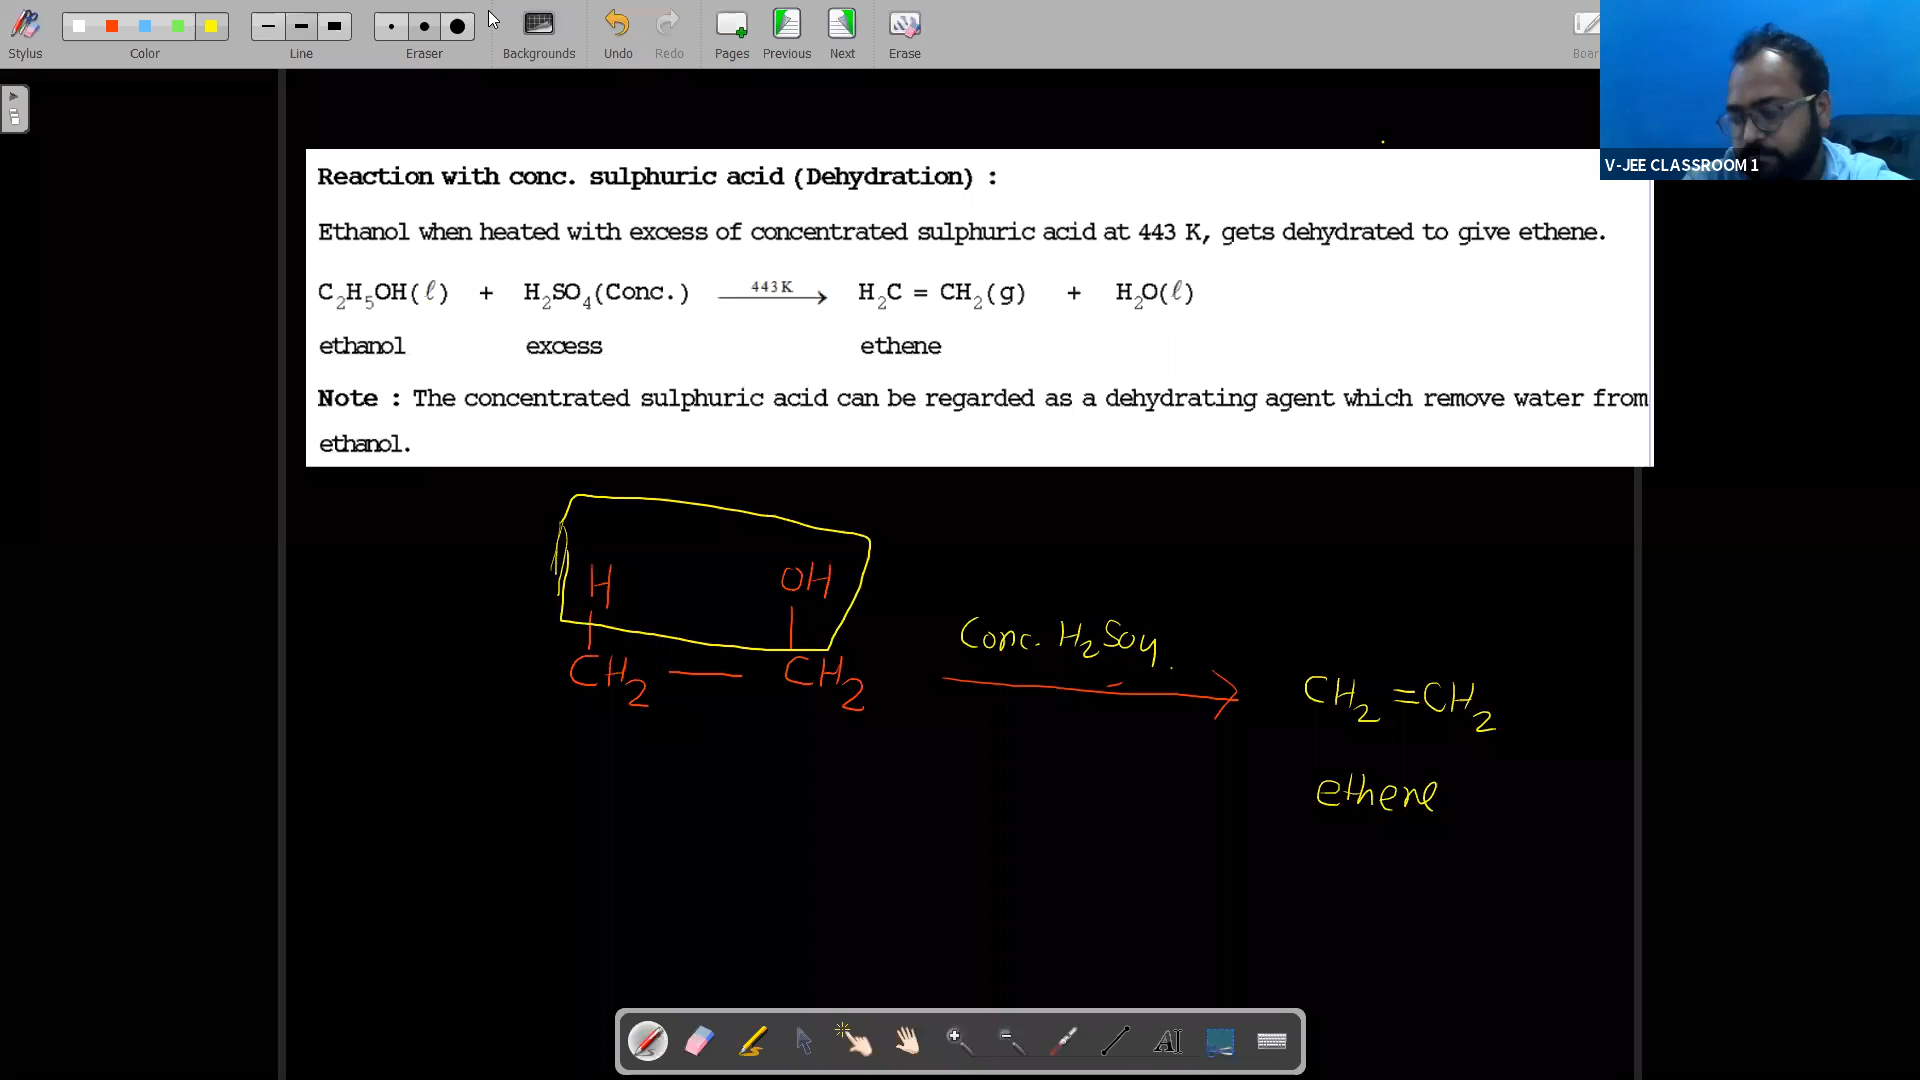 Stylus Color Line Eraser Backgrounds Undo Redo Pages Previous Next Erase
V-JEE CLASSROOM 1
Reaction with conc. sulphuric acid (Dehydration) :
Ethanol when heated with excess of concentrated sulphuric acid at 443 K, gets dehydrated to give ethene.
C₂H₅OH(ℓ) + H₂SO₄(Conc.) 443K → H₂C = CH₂(g) + H₂O(ℓ)
ethanol excess ethene
Note : The concentrated sulphuric acid can be regarded as a dehydrating agent which remove water from
ethanol.
H OH
Conc. H₂SO₄
CH₂ — CH₂ → CH₂ = CH₂
ethene